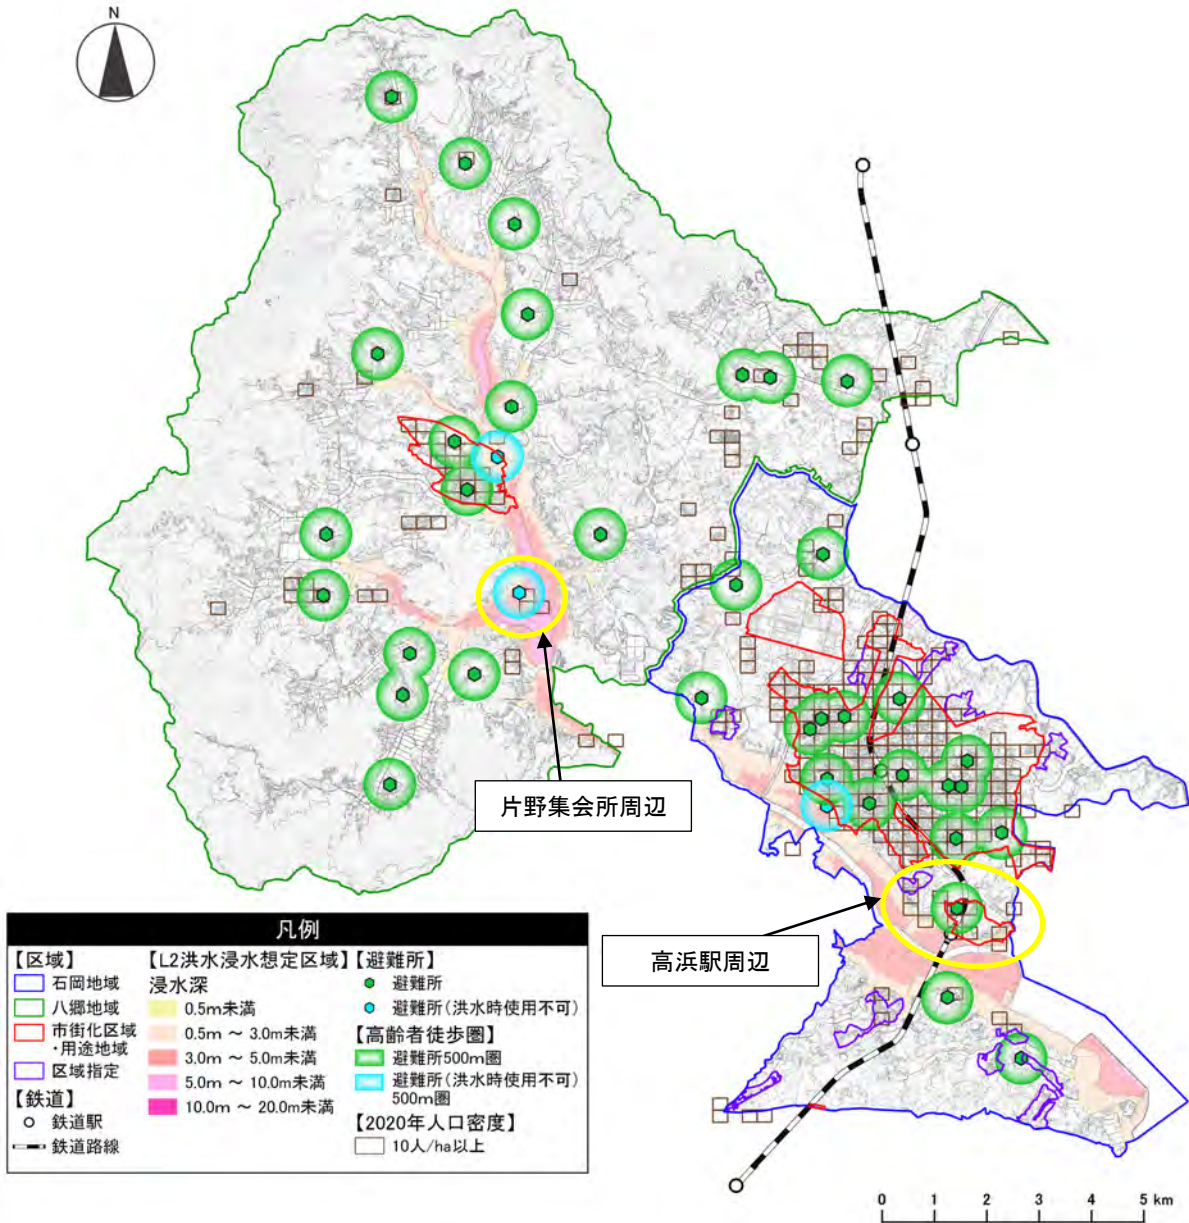 N
片野集会所周辺
高浜駅周辺
凡例
【区域】
石岡地域
八郷地域
市街化区域
・用途地域
区域指定
【鉄道】
鉄道駅
鉄道路線
【L2洪水浸水想定区域】
浸水深
0.5m未満
0.5m ～ 3.0m未満
3.0m ～ 5.0m未満
5.0m ～ 10.0m未満
10.0m ～ 20.0m未満
【避難所】
避難所
避難所(洪水時使用不可)
【高齢者徒歩圏】
避難所500m圏
避難所(洪水時使用不可)
500m圏
【2020年人口密度】
10人/ha以上
0 1 2 3 4 5 km